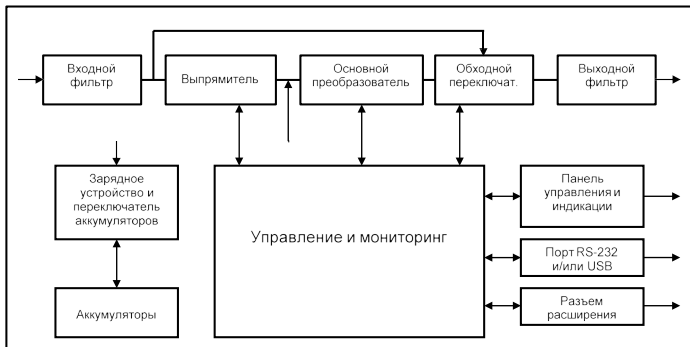 Входной
фильтр
Выпрямитель
Основной
преобразователь
Обходной
переключат.
Выходной
фильтр
Зарядное
устройство и
переключатель
аккумуляторов
Аккумуляторы
Управление и мониторинг
Панель
управления и
индикации
Порт RS-232
и/или USB
Разъем
расширения